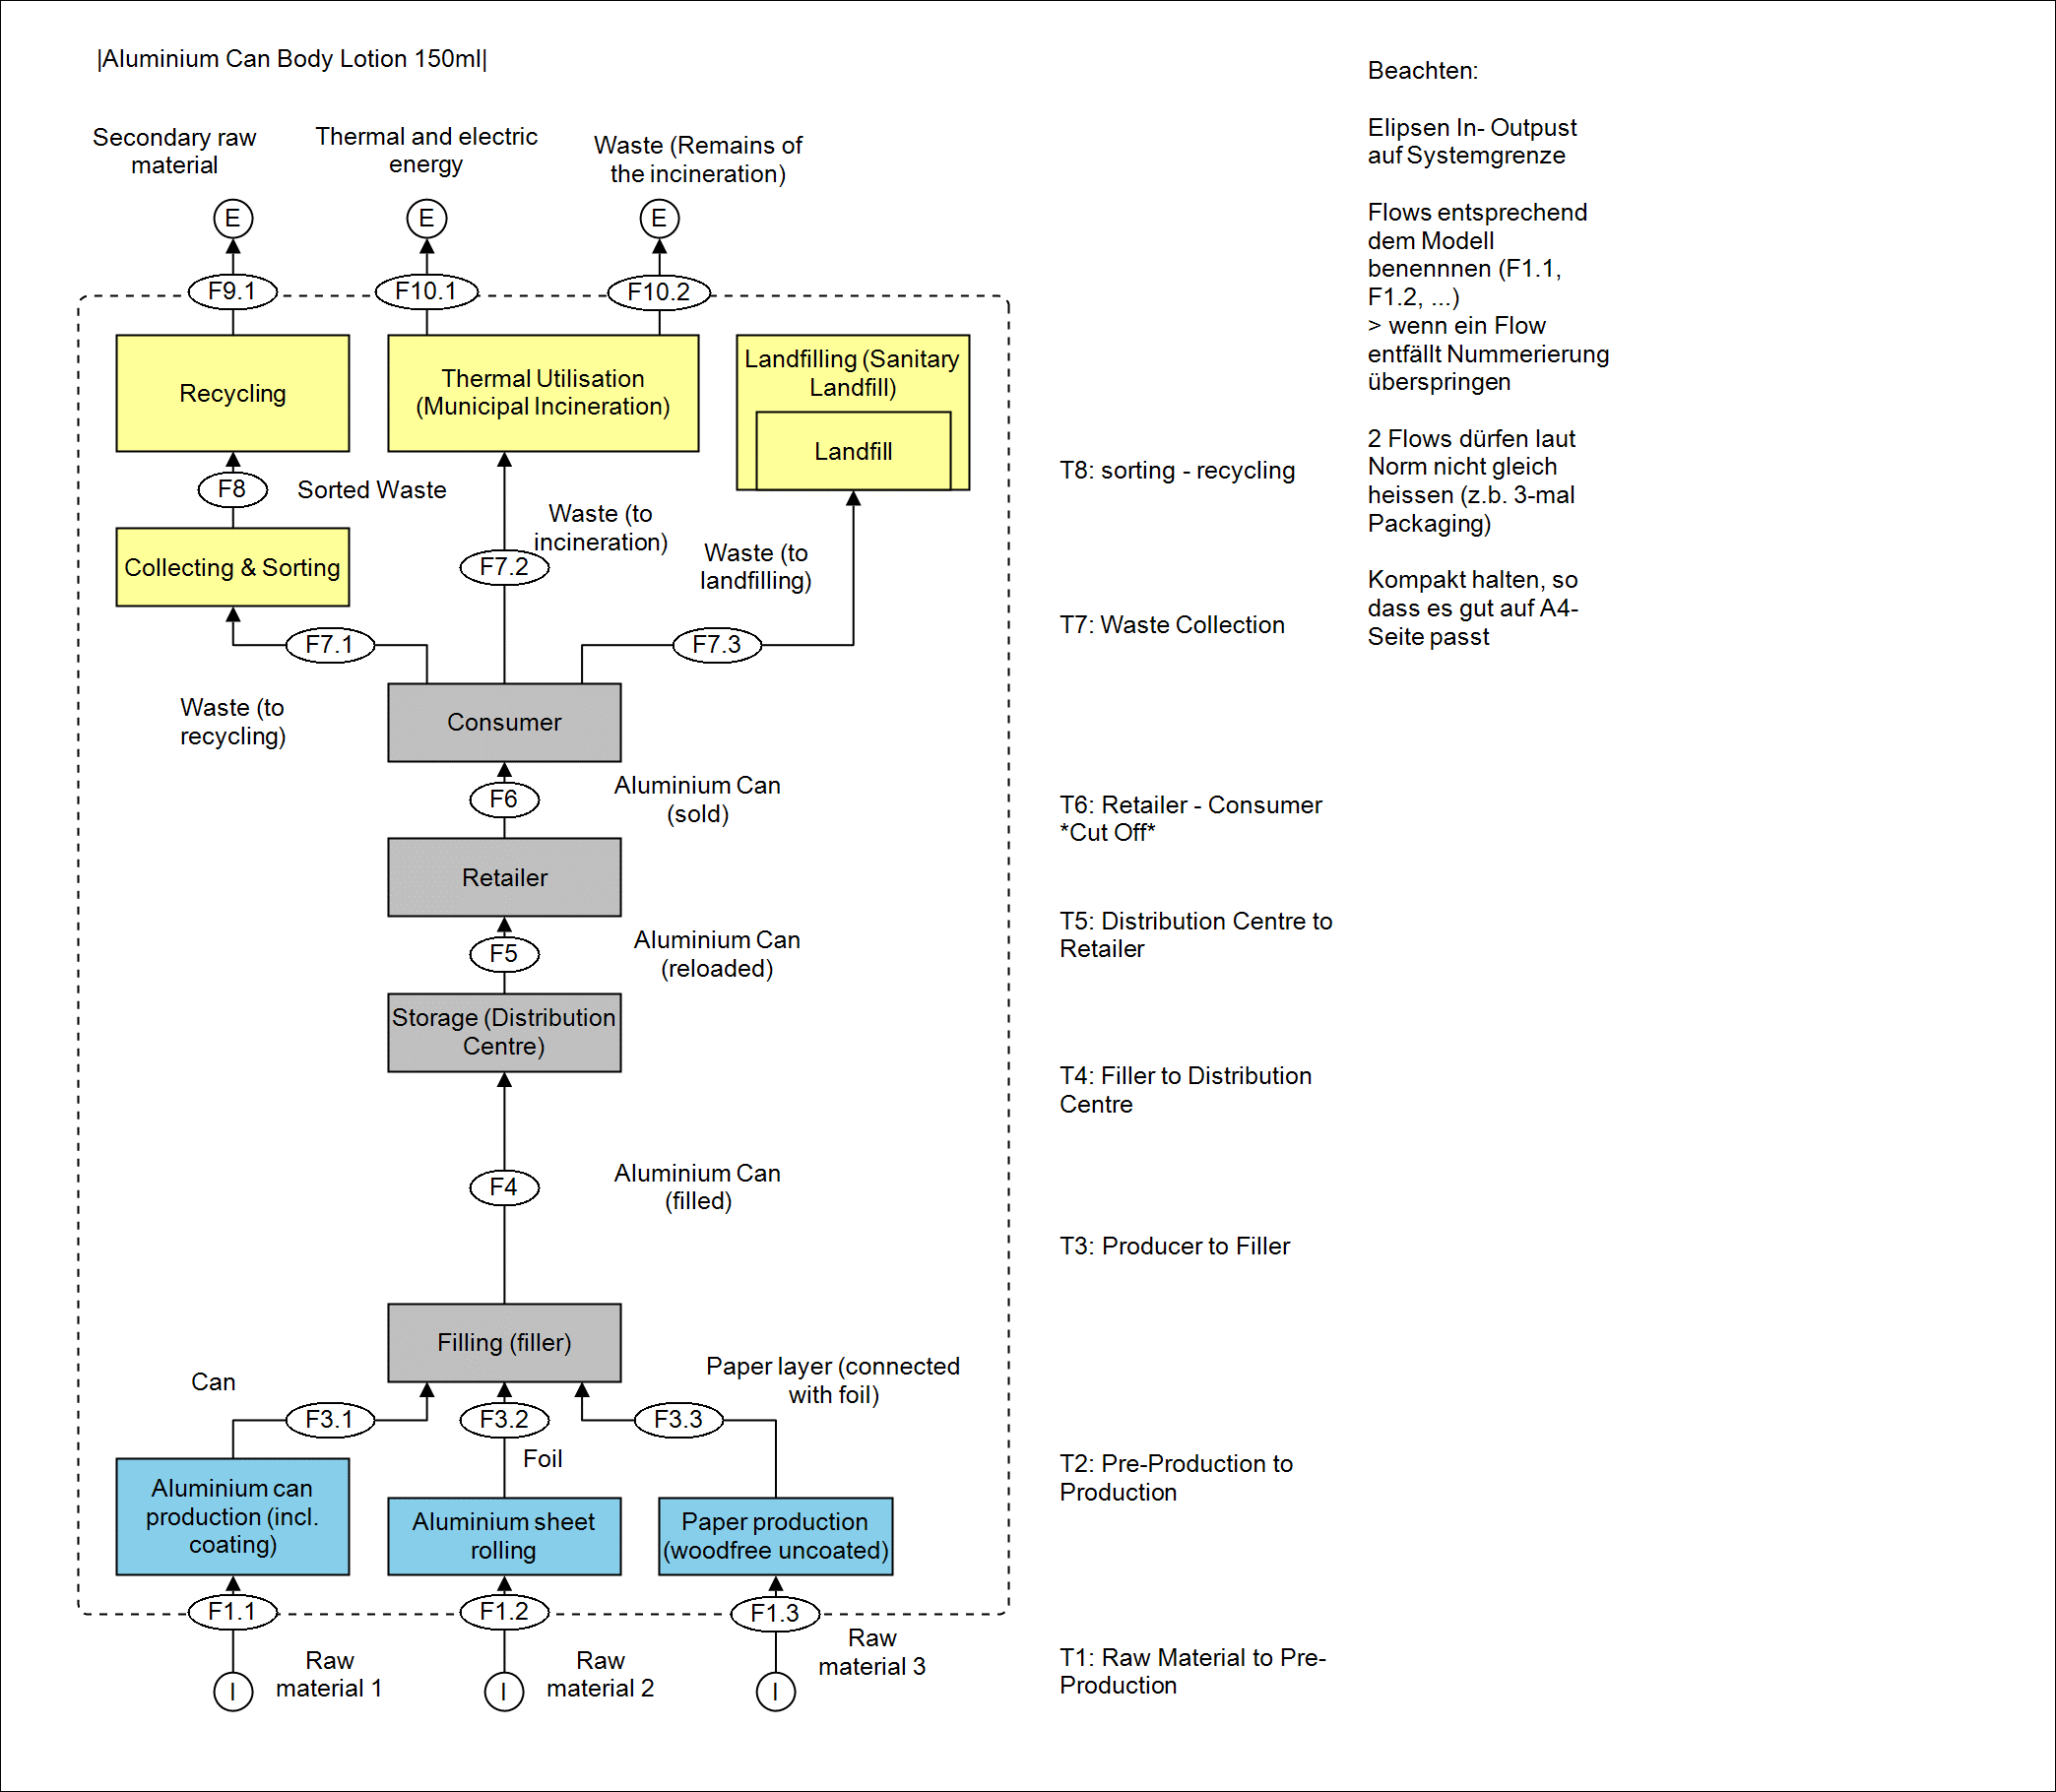 |Aluminium Can Body Lotion 150ml|
Secondary raw
material
Thermal and electric
energy
Waste (Remains of
the incineration)
E
E
E
F9.1
F10.1
F10.2
Recycling
Thermal Utilisation
(Municipal Incineration)
Landfilling (Sanitary
Landfill)
Landfill
F8
Sorted Waste
Waste (to
incineration)
Collecting & Sorting
F7.2
Waste (to
landfilling)
F7.1
F7.3
Waste (to
recycling)
Consumer
F6
Aluminium Can
(sold)
Retailer
F5
Aluminium Can
(reloaded)
Storage (Distribution
Centre)
F4
Aluminium Can
(filled)
Filling (filler)
Can
Paper layer (connected
with foil)
F3.1
F3.2
F3.3
Foil
Aluminium can
production (incl.
coating)
Aluminium sheet
rolling
Paper production
(woodfree uncoated)
F1.1
F1.2
F1.3
Raw
material 1
Raw
material 2
Raw
material 3
I
I
I
T8: sorting - recycling
T7: Waste Collection
T6: Retailer - Consumer
*Cut Off*
T5: Distribution Centre to
Retailer
T4: Filler to Distribution
Centre
T3: Producer to Filler
T2: Pre-Production to
Production
T1: Raw Material to Pre-
Production
Beachten:
Elipsen In- Outpust
auf Systemgrenze
Flows entsprechend
dem Modell
benennnen (F1.1,
F1.2, ...)
> wenn ein Flow
entfällt Nummerierung
überspringen
2 Flows dürfen laut
Norm nicht gleich
heissen (z.b. 3-mal
Packaging)
Kompakt halten, so
dass es gut auf A4-
Seite passt